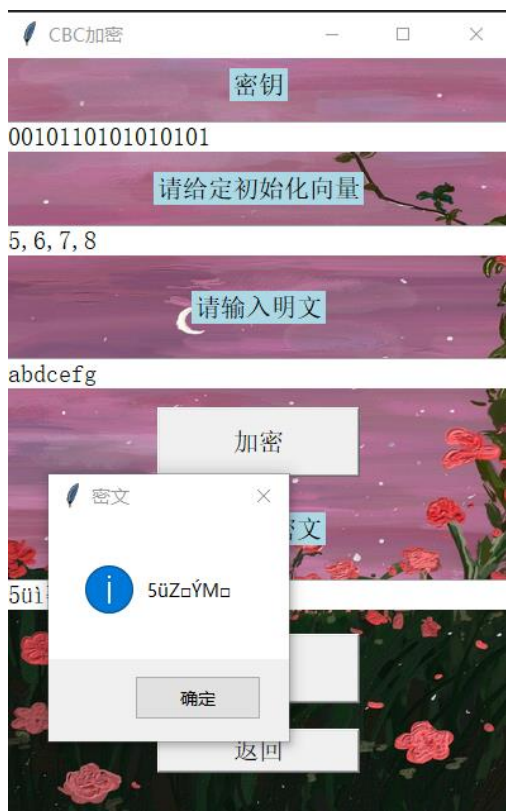 CBC加密
密钥
0010110101010101
请给定初始化向量
5,6,7,8
请输入明文
abdcefg
加密
密文
文
5üì
5üZ□ÝM□
确定
返回